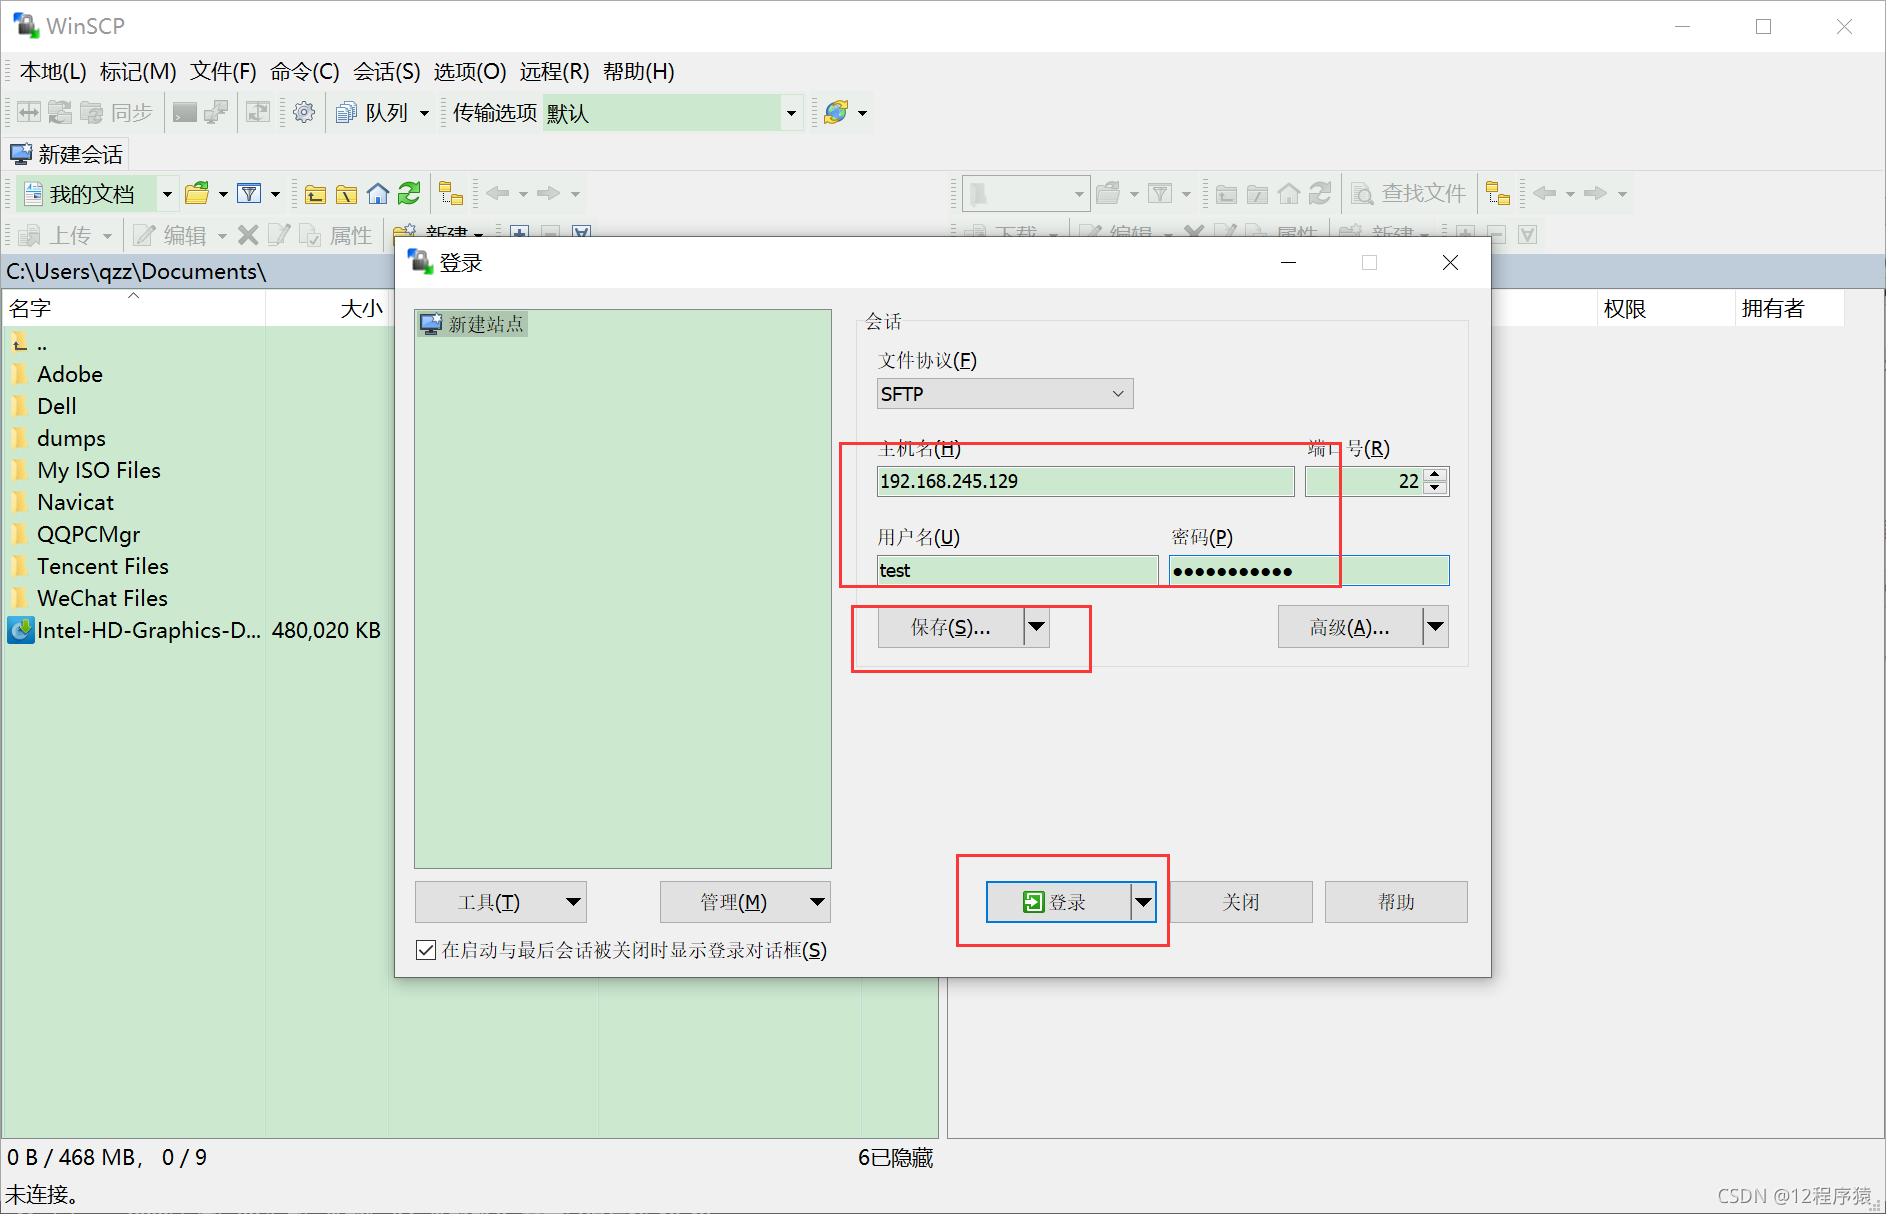 WinSCP
本地(L) 标记(M) 文件(F) 命令(C) 会话(S) 选项(O) 远程(R) 帮助(H)
同步 队列 传输选项 默认
新建会话
我的文档 查找文件
上传 编辑 属性 新建 下载 编辑 属性 新建
C:\Users\qzz\Documents\
名字 大小 权限 拥有者
..
Adobe
Dell
dumps
My ISO Files
Navicat
QQPCMgr
Tencent Files
WeChat Files
Intel-HD-Graphics-D... 480,020 KB
登录
新建站点
会话
文件协议(F)
SFTP
主机名(H) 端口号(R)
192.168.245.129 22
用户名(U) 密码(P)
test ●●●●●●●●●●●
保存(S)... 高级(A)...
工具(T) 管理(M) 登录 关闭 帮助
在启动与最后会话被关闭时显示登录对话框(S)
0 B / 468 MB， 0 / 9 6已隐藏
未连接。
CSDN @12程序猿